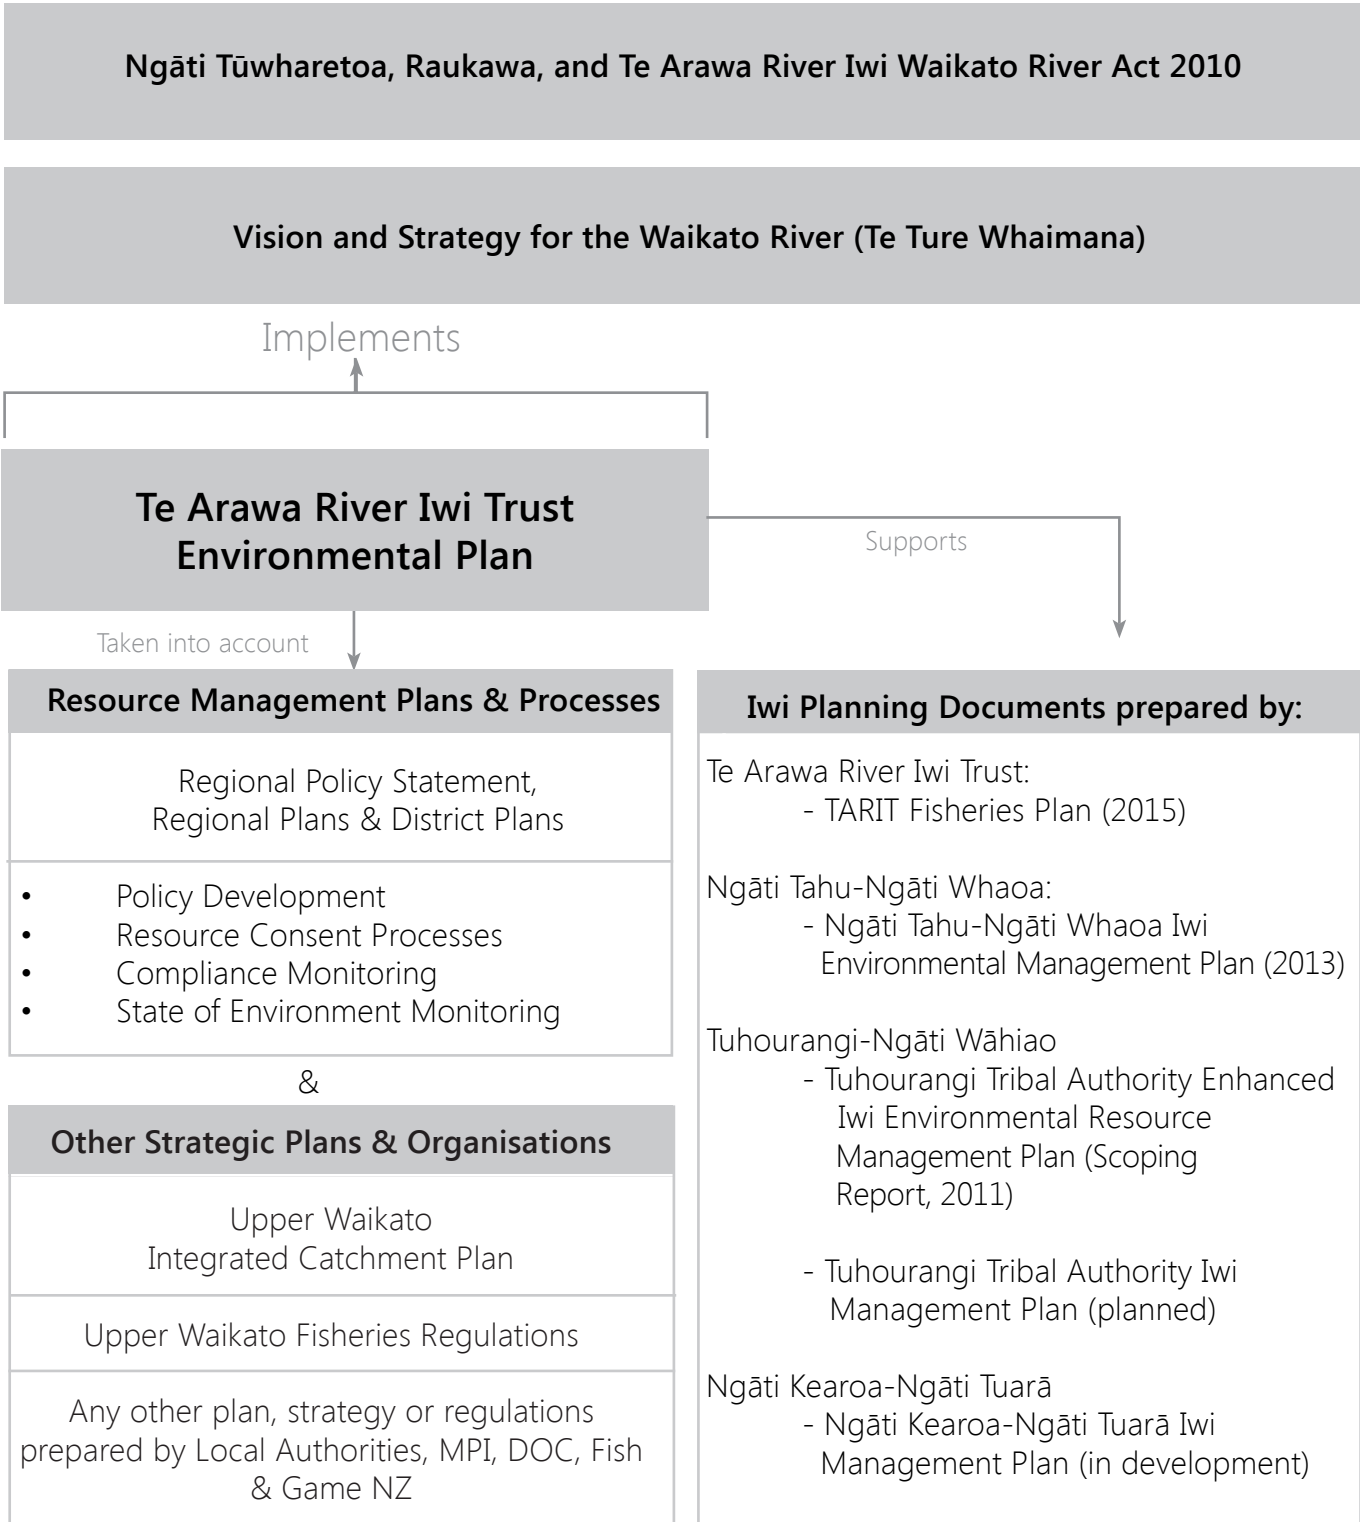 Ngāti Tūwharetoa, Raukawa, and Te Arawa River Iwi Waikato River Act 2010
Vision and Strategy for the Waikato River (Te Ture Whaimana)
Implements
Te Arawa River Iwi Trust
Environmental Plan
Supports
Taken into account
Resource Management Plans & Processes
Regional Policy Statement,
Regional Plans & District Plans
• Policy Development
• Resource Consent Processes
• Compliance Monitoring
• State of Environment Monitoring
&
Other Strategic Plans & Organisations
Upper Waikato
Integrated Catchment Plan
Upper Waikato Fisheries Regulations
Any other plan, strategy or regulations
prepared by Local Authorities, MPI, DOC, Fish
& Game NZ
Iwi Planning Documents prepared by:
Te Arawa River Iwi Trust:
- TARIT Fisheries Plan (2015)
Ngāti Tahu-Ngāti Whaoa:
- Ngāti Tahu-Ngāti Whaoa Iwi
Environmental Management Plan (2013)
Tuhourangi-Ngāti Wāhiao
- Tuhourangi Tribal Authority Enhanced
Iwi Environmental Resource
Management Plan (Scoping
Report, 2011)
- Tuhourangi Tribal Authority Iwi
Management Plan (planned)
Ngāti Kearoa-Ngāti Tuarā
- Ngāti Kearoa-Ngāti Tuarā Iwi
Management Plan (in development)